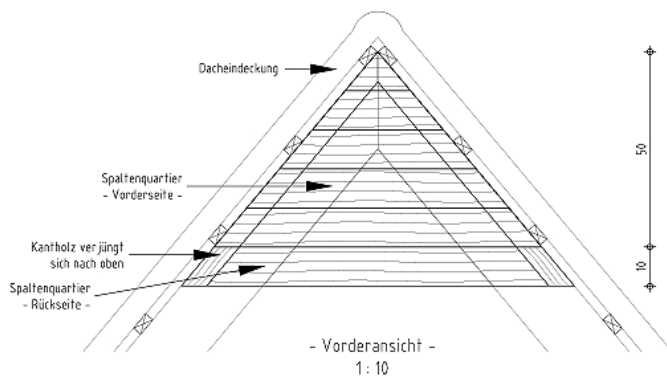 Dacheindeckung
50
Spaltenquartier
- Vorderseite -
Kantholz verjüngt
sich nach oben
10
Spaltenquartier
- Rückseite -
- Vorderansicht -
1 : 10